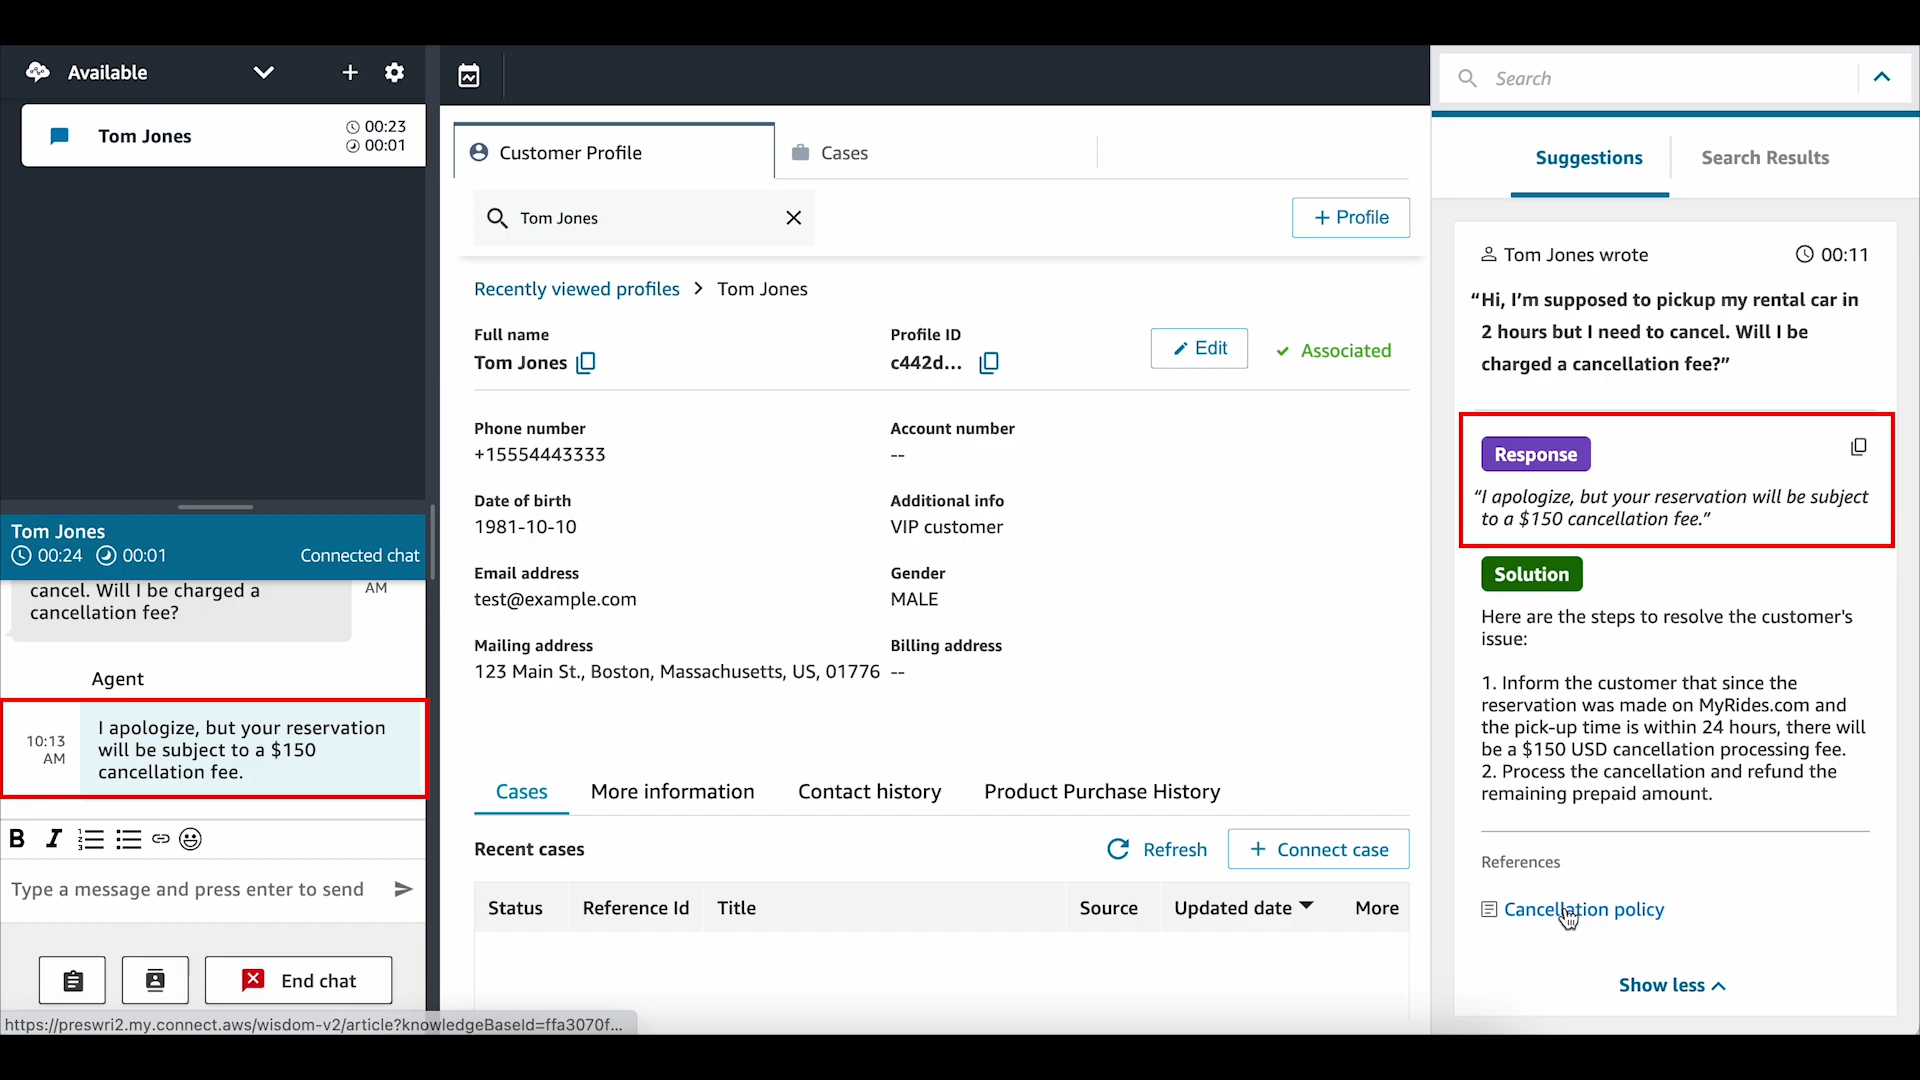 Available
Tom Jones
00:23
00:01
Tom Jones
00:24 00:01 Connected chat
cancel. Will I be charged a
cancellation fee?
AM
Agent
10:13
AM
I apologize, but your reservation
will be subject to a $150
cancellation fee.
B I
Type a message and press enter to send
End chat
https://preswri2.my.connect.aws/wisdom-v2/article?knowledgeBaseId=ffa3070f...
Customer Profile
Cases
Tom Jones
+ Profile
Recently viewed profiles > Tom Jones
Full name
Tom Jones
Profile ID
c442d...
Edit
Associated
Phone number
+15554443333
Account number
--
Date of birth
1981-10-10
Additional info
VIP customer
Email address
test@example.com
Gender
MALE
Mailing address
123 Main St., Boston, Massachusetts, US, 01776
Billing address
--
Cases More information Contact history Product Purchase History
Recent cases
Refresh
+ Connect case
Status Reference Id Title Source Updated date More
Search
Suggestions
Search Results
Tom Jones wrote
00:11
“Hi, I’m supposed to pickup my rental car in
2 hours but I need to cancel. Will I be
charged a cancellation fee?”
Response
“I apologize, but your reservation will be subject
to a $150 cancellation fee.”
Solution
Here are the steps to resolve the customer's
issue:
1. Inform the customer that since the
reservation was made on MyRides.com and
the pick-up time is within 24 hours, there will
be a $150 USD cancellation processing fee.
2. Process the cancellation and refund the
remaining prepaid amount.
References
Cancellation policy
Show less